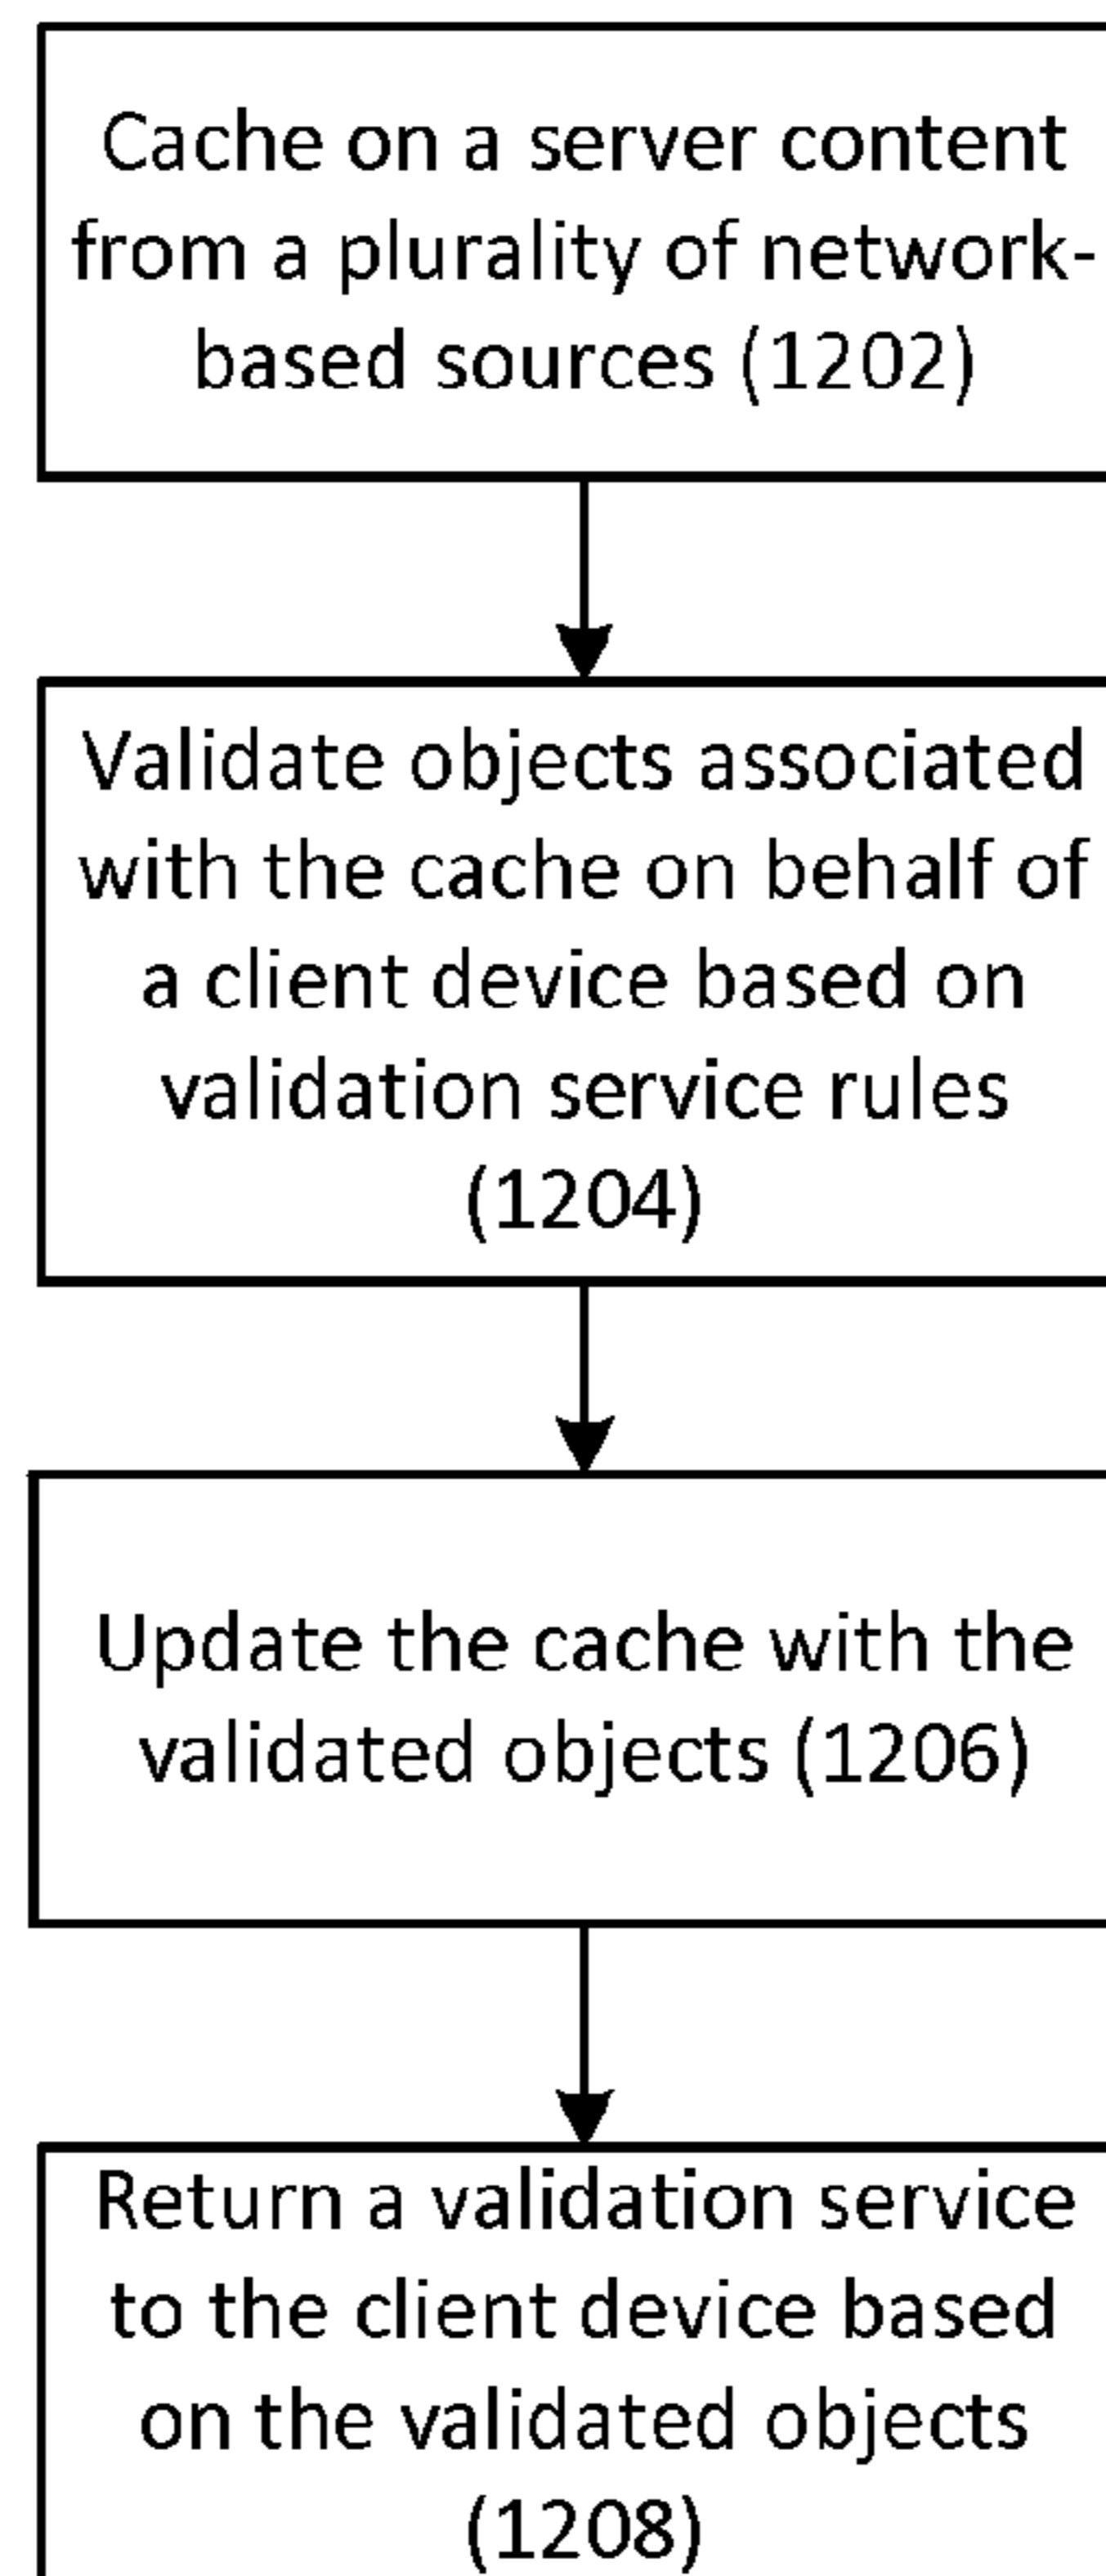 Cache on a server content
from a plurality of network-
based sources (1202)
Validate objects associated
with the cache on behalf of
a client device based on
validation service rules
(1204)
Update the cache with the
validated objects (1206)
Return a validation service
to the client device based
on the validated objects
(1208)